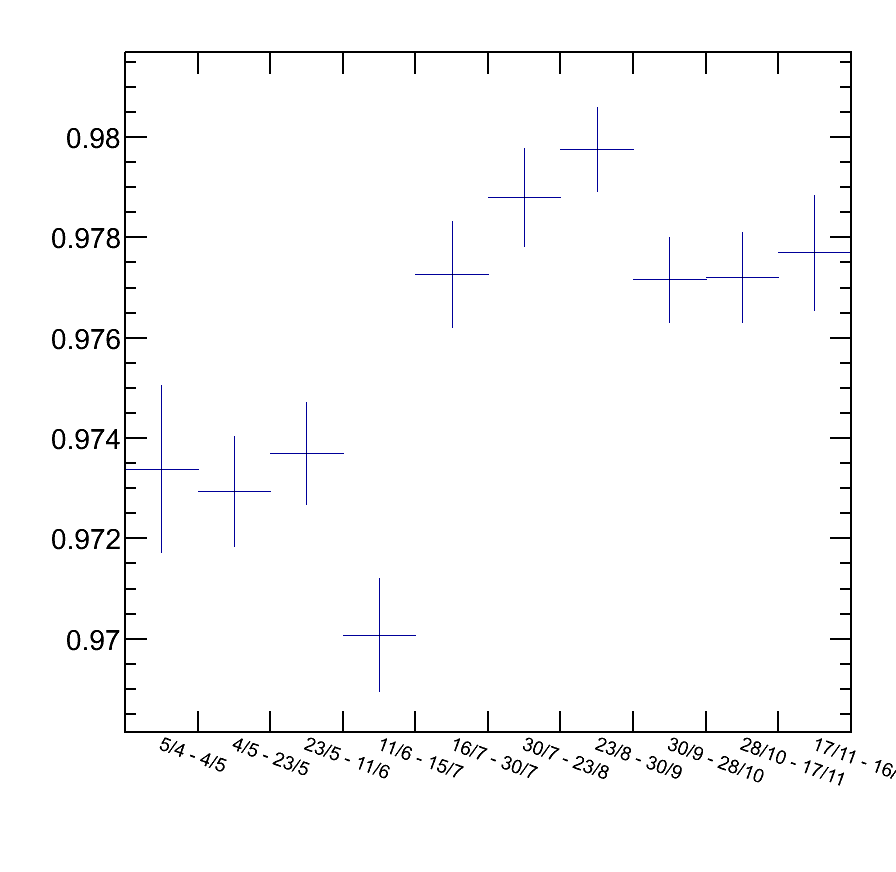 0.98
0.978
0.976
0.974
0.972
0.97
5/4 - 4/5
4/5 - 23/5
23/5 - 11/6
11/6 - 15/7
16/7 - 30/7
30/7 - 23/8
23/8 - 30/9
30/9 - 28/10
28/10 - 17/11
17/11 - 16/